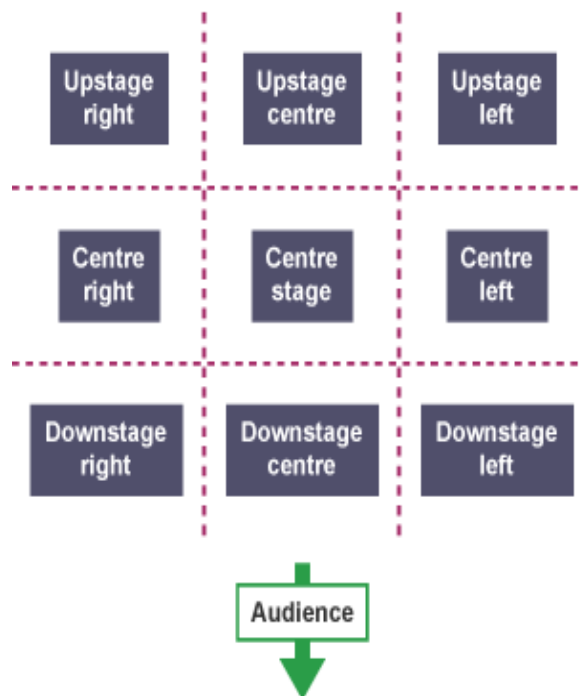 Upstage
right
Upstage
centre
Upstage
left
Centre
right
Centre
stage
Centre
left
Downstage
right
Downstage
centre
Downstage
left
Audience